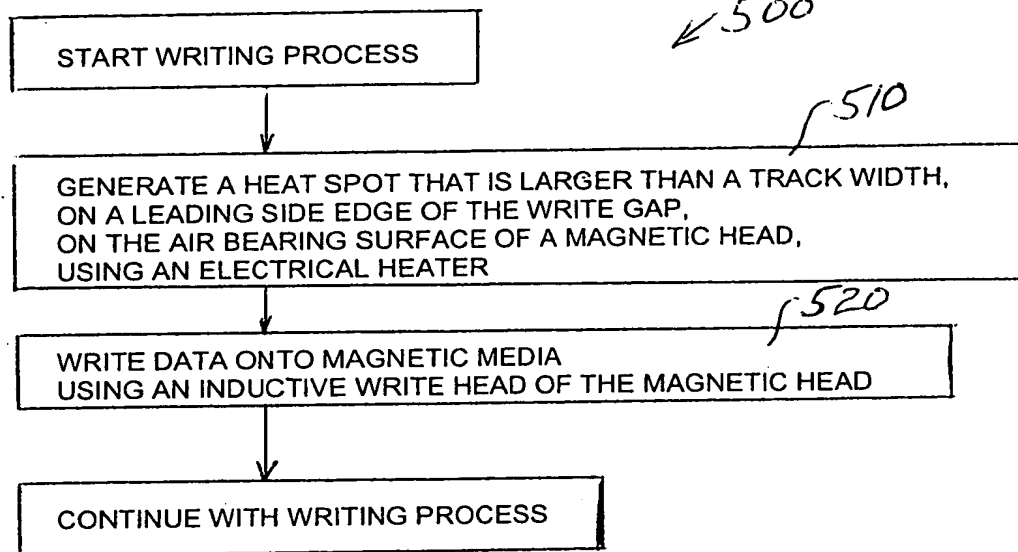 500
START WRITING PROCESS
510
GENERATE A HEAT SPOT THAT IS LARGER THAN A TRACK WIDTH,
ON A LEADING SIDE EDGE OF THE WRITE GAP,
ON THE AIR BEARING SURFACE OF A MAGNETIC HEAD,
USING AN ELECTRICAL HEATER
520
WRITE DATA ONTO MAGNETIC MEDIA
USING AN INDUCTIVE WRITE HEAD OF THE MAGNETIC HEAD
CONTINUE WITH WRITING PROCESS